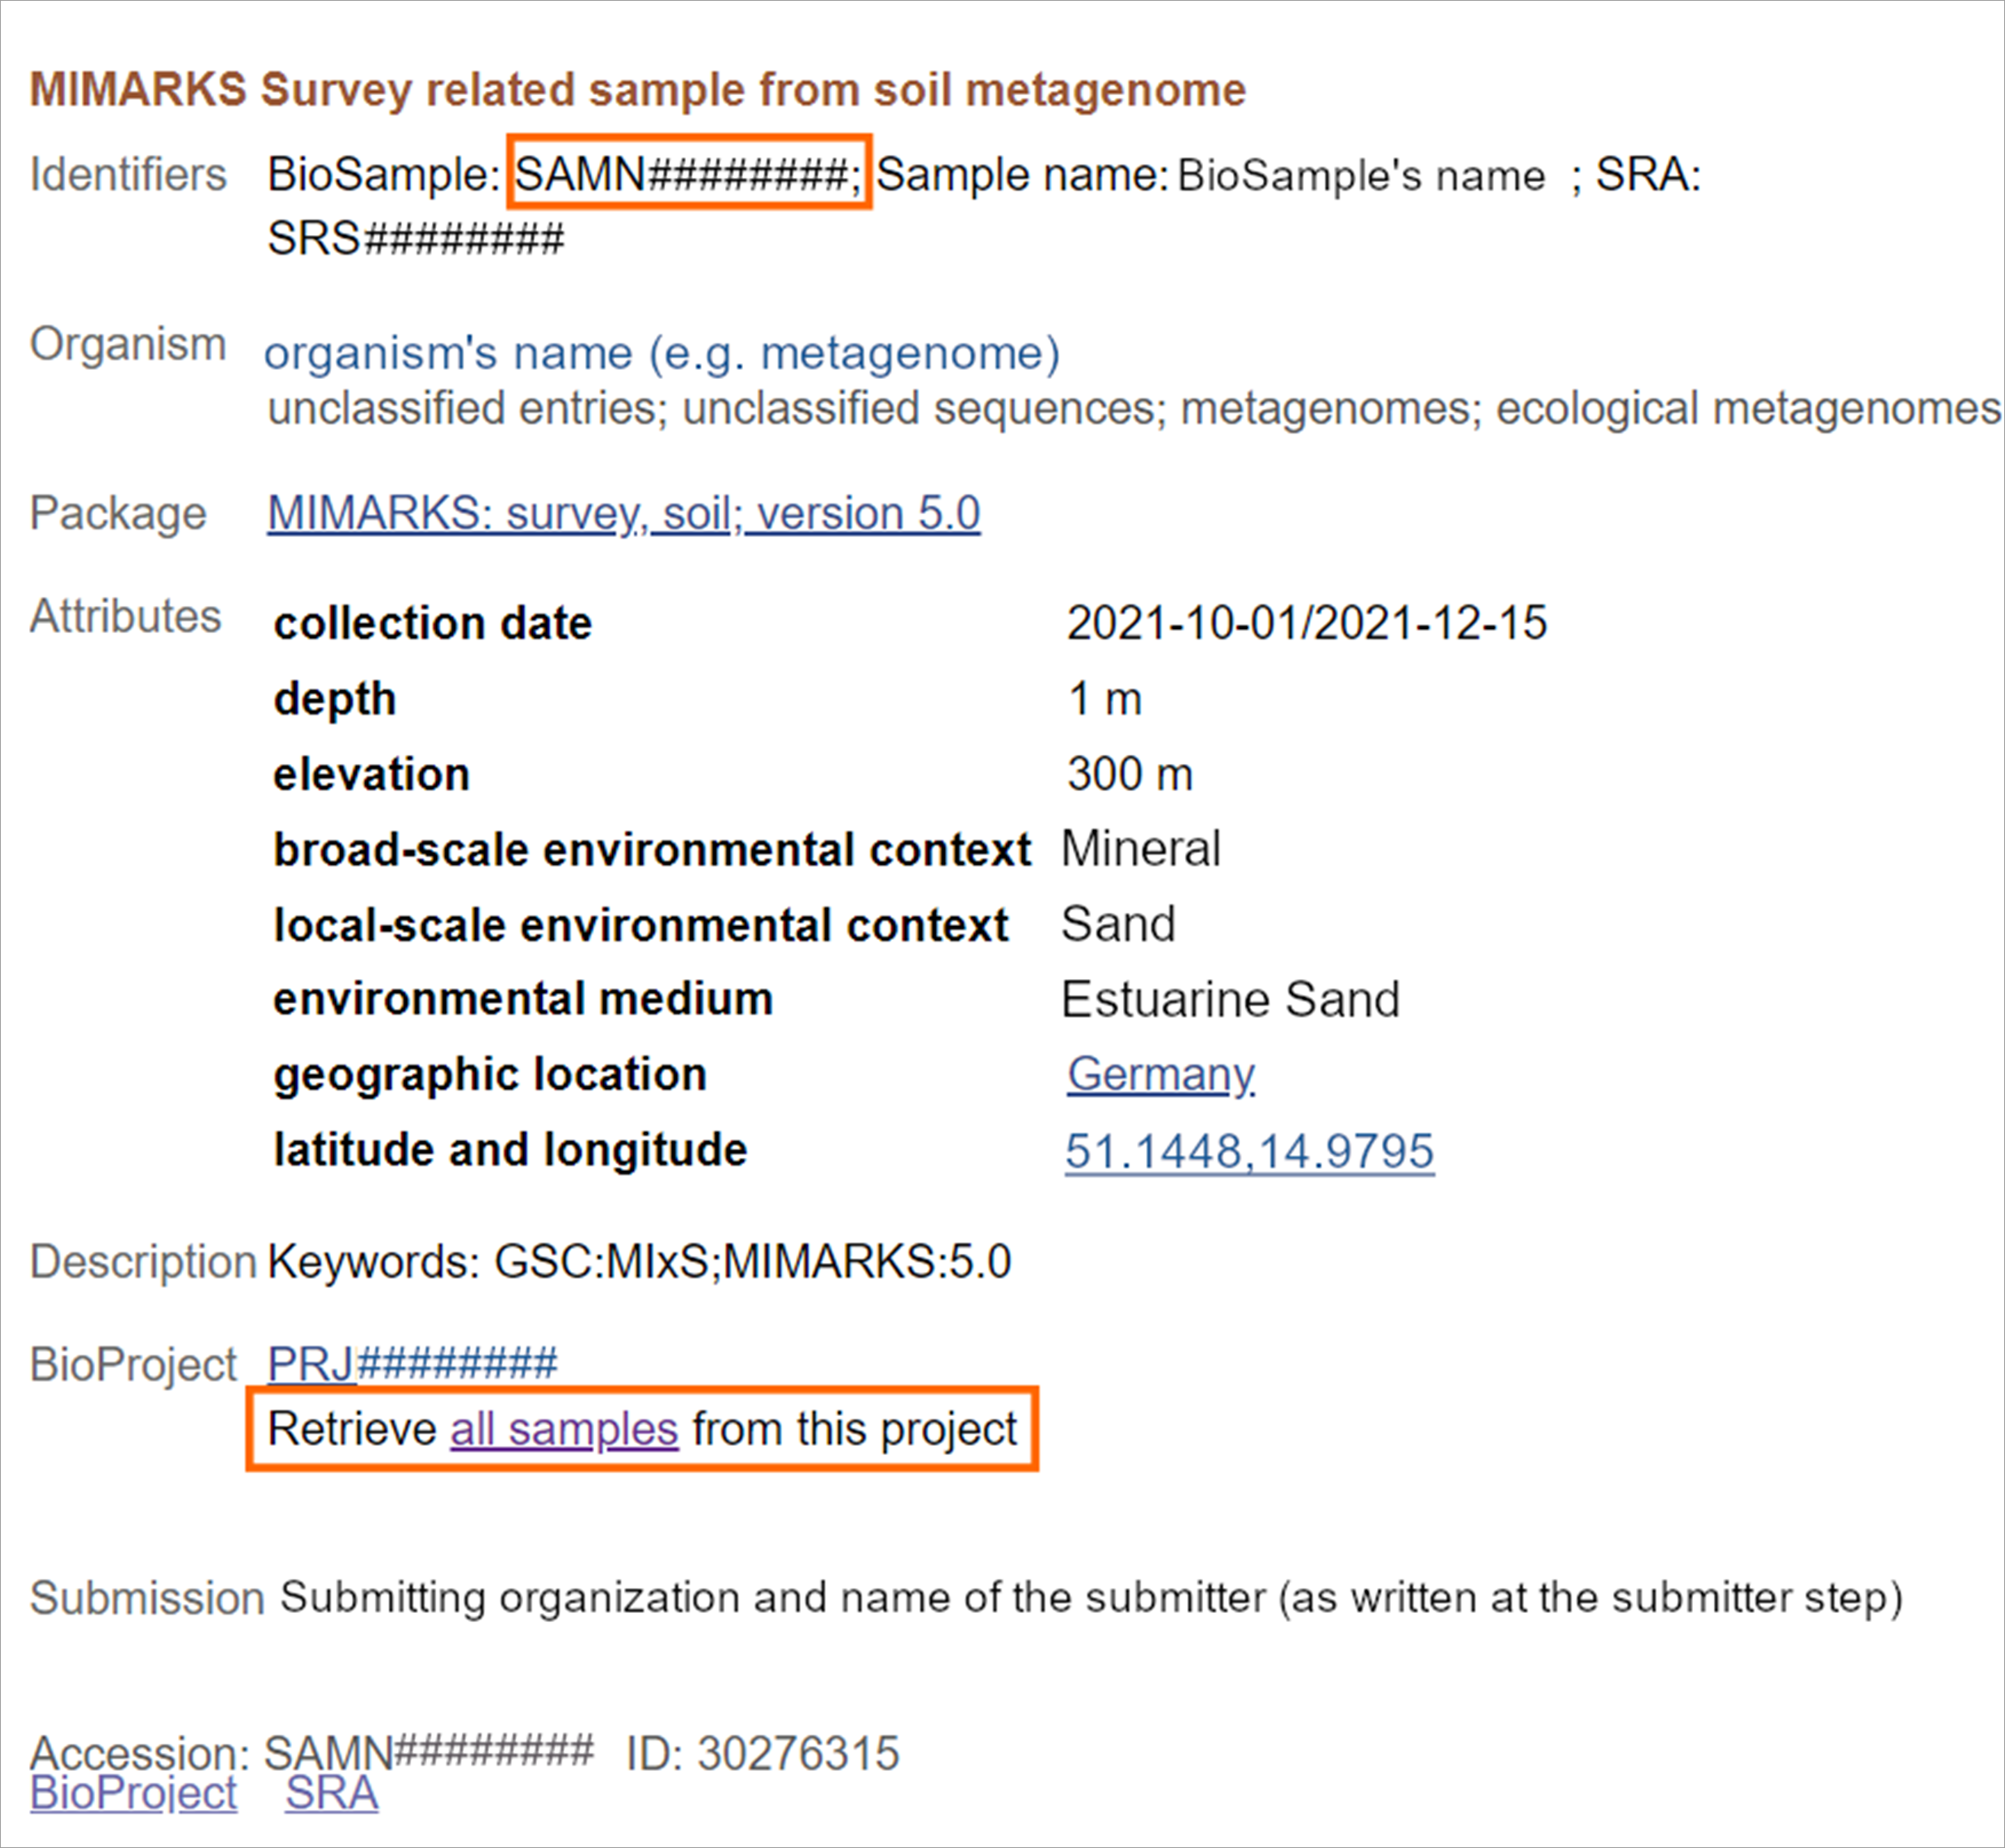 MIMARKS Survey related sample from soil metagenome
Identifiers BioSample: SAMN########; Sample name: BioSample's name ; SRA:
SRS########
Organism organism's name (e.g. metagenome)
unclassified entries; unclassified sequences; metagenomes; ecological metagenomes
Package MIMARKS: survey, soil; version 5.0
Attributes collection date 2021-10-01/2021-12-15
depth 1 m
elevation 300 m
broad-scale environmental context Mineral
local-scale environmental context Sand
environmental medium Estuarine Sand
geographic location Germany
latitude and longitude 51.1448,14.9795
Description Keywords: GSC:MIxS;MIMARKS:5.0
BioProject PRJ########
Retrieve all samples from this project
Submission Submitting organization and name of the submitter (as written at the submitter step)
Accession: SAMN######## ID: 30276315
BioProject SRA